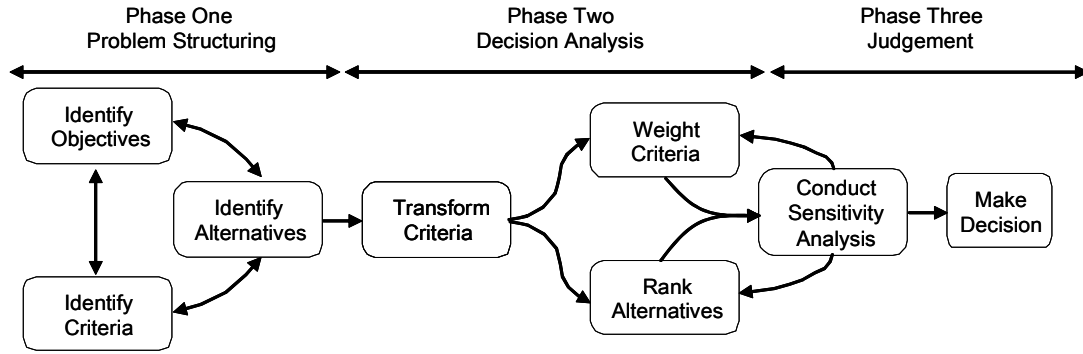 Phase One
Problem Structuring
Phase Two
Decision Analysis
Phase Three
Judgement
Identify
Objectives
Identify
Alternatives
Identify
Criteria
Transform
Criteria
Weight
Criteria
Rank
Alternatives
Conduct
Sensitivity
Analysis
Make
Decision